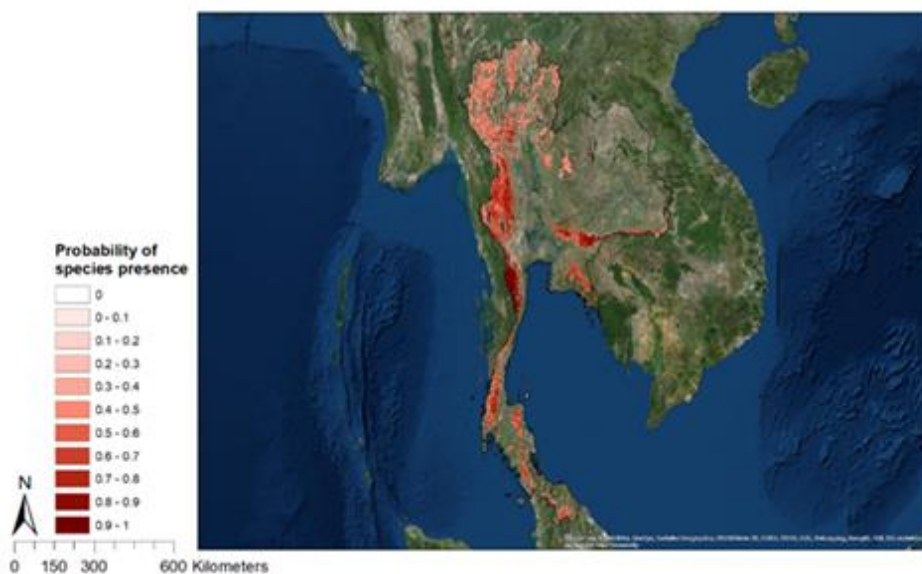 Probability of
species presence
0
0 - 0.1
0.1 - 0.2
0.2 - 0.3
0.3 - 0.4
0.4 - 0.5
0.5 - 0.6
0.6 - 0.7
0.7 - 0.8
0.8 - 0.9
0.9 - 1
N
0 150 300 600 Kilometers